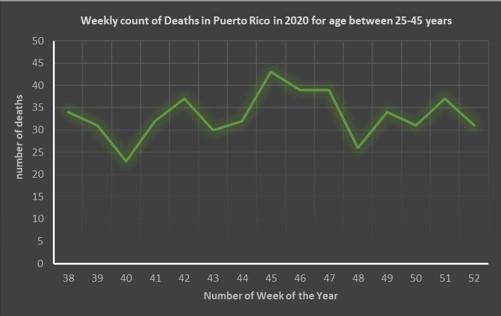 Weekly count of Deaths in Puerto Rico in 2020 for age between 25-45 years
50
45
40
35
30
25
20
15
10
5
0
number of deaths
38 39 40 41 42 43 44 45 46 47 48 49 50 51 52
Number of Week of the Year